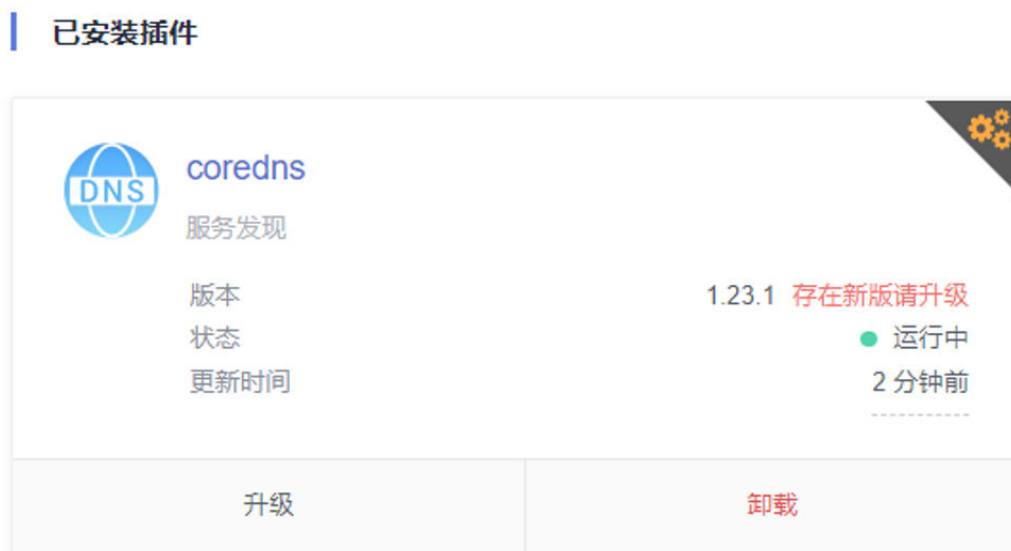 已安装插件
DNS
coredns
服务发现
版本 1.23.1 存在新版请升级
状态 运行中
更新时间 2 分钟前
升级 卸载